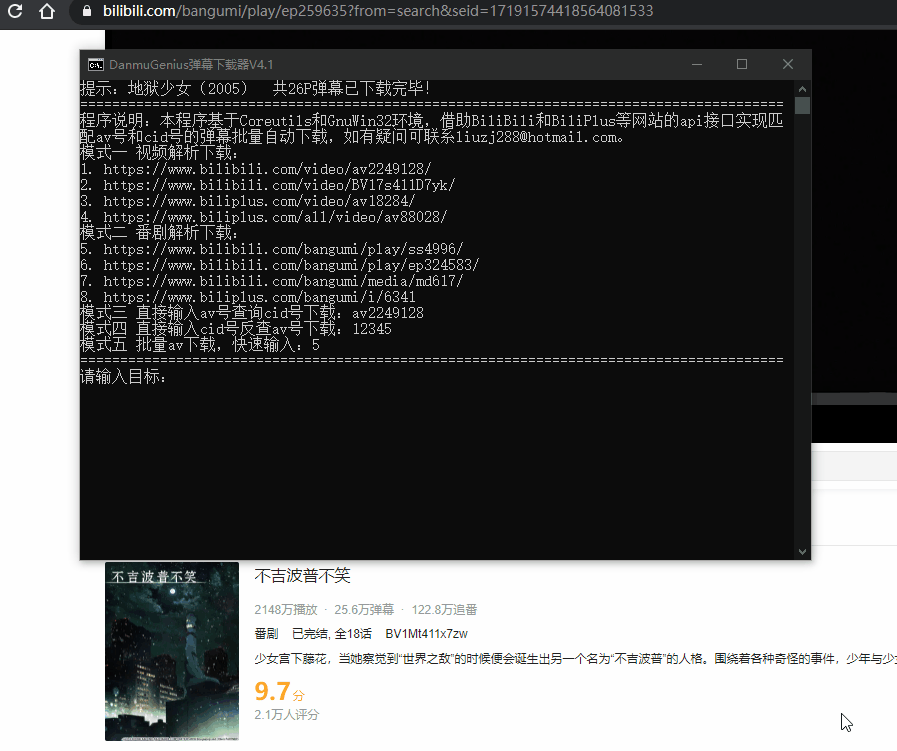 bilibili.com/bangumi/play/ep259635?from=search&seid=17191574418564081533
DanmuGenius弹幕下载器V4.1
提示：地狱少女（2005） 共26P弹幕已下载完毕！
================================================================================
程序说明：本程序基于Coreutils和GnuWin32环境，借助BiliBili和BiliPlus等网站的api接口实现匹
配av号和cid号的弹幕批量自动下载，如有疑问可联系liuzj288@hotmail.com。
模式一 视频解析下载：
1. https://www.bilibili.com/video/av2249128/
2. https://www.bilibili.com/video/BV17s411D7yk/
3. https://www.biliplus.com/video/av18284/
4. https://www.biliplus.com/all/video/av88028/
模式二 番剧解析下载：
5. https://www.bilibili.com/bangumi/play/ss4996/
6. https://www.bilibili.com/bangumi/play/ep324583/
7. https://www.bilibili.com/bangumi/media/md617/
8. https://www.biliplus.com/bangumi/i/6341
模式三 直接输入av号查询cid号下载：av2249128
模式四 直接输入cid号反查av号下载：12345
模式五 批量av下载，快速输入：5
================================================================================
请输入目标：
不吉波普不笑
不吉波普不笑
2148万播放 · 25.6万弹幕 · 122.8万追番
番剧 已完结, 全18话 BV1Mt411x7zw
少女宫下藤花，当她察觉到“世界之敌”的时候便会诞生出另一个名为“不吉波普”的人格。围绕着各种奇怪的事件，少年与少
9.7分
2.1万人评分